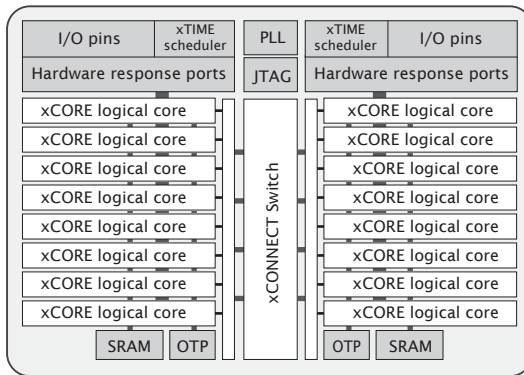 I/O pins
xTIME
scheduler
PLL
xTIME
scheduler
I/O pins
Hardware response ports
JTAG
Hardware response ports
xCORE logical core
xCORE logical core
xCORE logical core
xCORE logical core
xCORE logical core
xCORE logical core
xCORE logical core
xCORE logical core
xCONNECT Switch
xCORE logical core
xCORE logical core
xCORE logical core
xCORE logical core
xCORE logical core
xCORE logical core
xCORE logical core
xCORE logical core
SRAM
OTP
OTP
SRAM